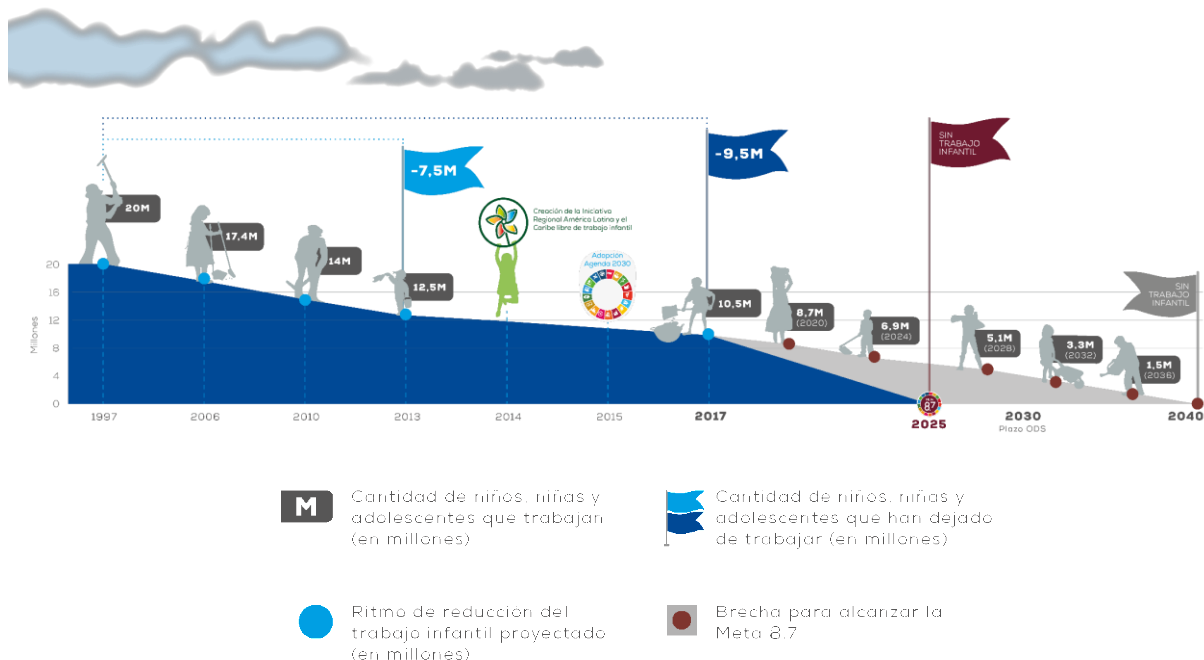 -7,5M
-9,5M
SIN
TRABAJO
INFANTIL
20M
17,4M
14M
12,5M
Creación de la Iniciativa
Regional América Latina y el
Caribe libre de trabajo infantil
Adopción
Agenda 2030
10,5M
8,7M
(2020)
6,9M
(2024)
5,1M
(2028)
3,3M
(2032)
1,5M
(2036)
SIN
TRABAJO
INFANTIL
Millones
20
16
12
8
4
0
1997
2006
2010
2013
2014
2015
2017
8.7
2025
2030
Plazo ODS
2040
M
Cantidad de niños, niñas y
adolescentes que trabajan
(en millones)
Cantidad de niños, niñas y
adolescentes que han dejado
de trabajar (en millones)
Ritmo de reducción del
trabajo infantil proyectado
(en millones)
Brecha para alcanzar la
Meta 8.7